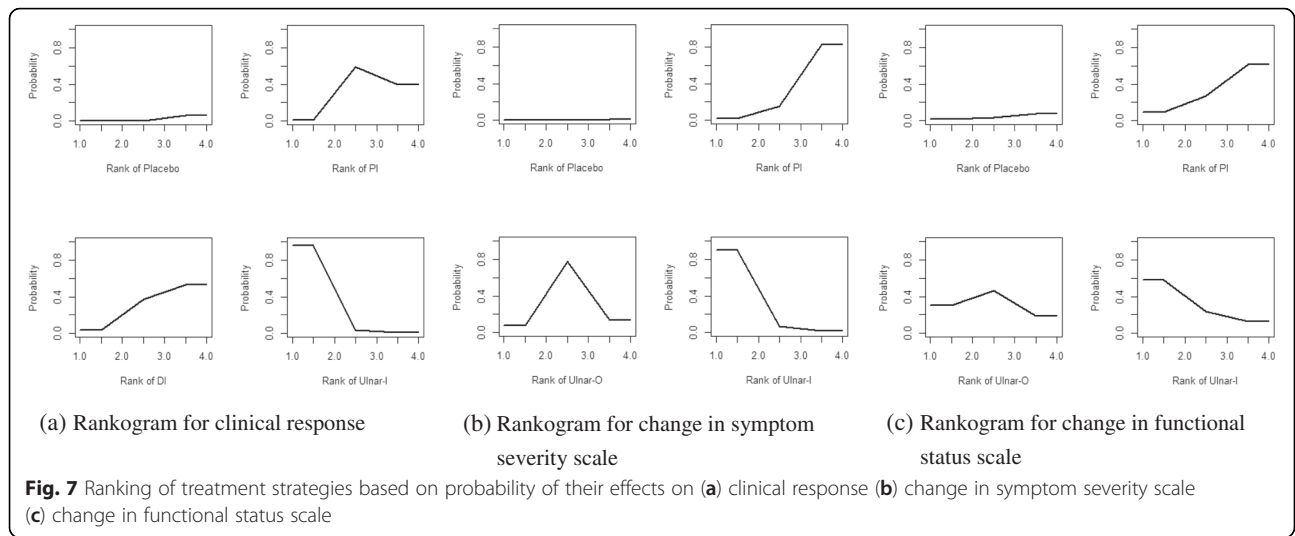 Probability
0.0 0.4 0.8
1.0 2.0 3.0 4.0
Rank of Placebo
Probability
0.0 0.4 0.8
1.0 2.0 3.0 4.0
Rank of PI
Probability
0.0 0.4 0.8
1.0 2.0 3.0 4.0
Rank of DI
Probability
0.0 0.4 0.8
1.0 2.0 3.0 4.0
Rank of Ulnar-I
(a) Rankogram for clinical response
Probability
0.0 0.4 0.8
1.0 2.0 3.0 4.0
Rank of Placebo
Probability
0.0 0.4 0.8
1.0 2.0 3.0 4.0
Rank of PI
Probability
0.0 0.4 0.8
1.0 2.0 3.0 4.0
Rank of Ulnar-O
Probability
0.0 0.4 0.8
1.0 2.0 3.0 4.0
Rank of Ulnar-I
(b) Rankogram for change in symptom
severity scale
Probability
0.0 0.4 0.8
1.0 2.0 3.0 4.0
Rank of Placebo
Probability
0.0 0.4 0.8
1.0 2.0 3.0 4.0
Rank of PI
Probability
0.0 0.4 0.8
1.0 2.0 3.0 4.0
Rank of Ulnar-O
Probability
0.0 0.4 0.8
1.0 2.0 3.0 4.0
Rank of Ulnar-I
(c) Rankogram for change in functional
status scale
Fig. 7 Ranking of treatment strategies based on probability of their effects on (a) clinical response (b) change in symptom severity scale
(c) change in functional status scale